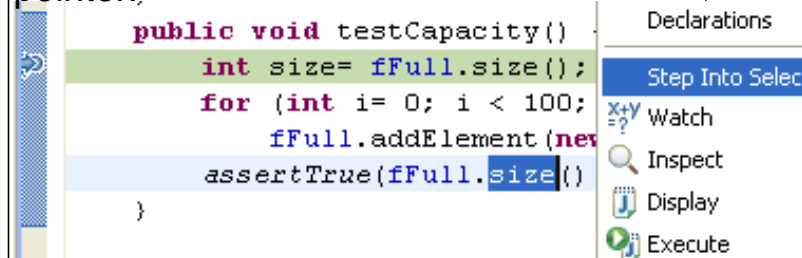 pointer,
public void testCapacity() {
Declarations
int size= fFull.size();
Step Into Selec
for (int i= 0; i < 100;
Watch
fFull.addElement(new
Inspect
assertTrue(fFull.size()
Display
}
Execute